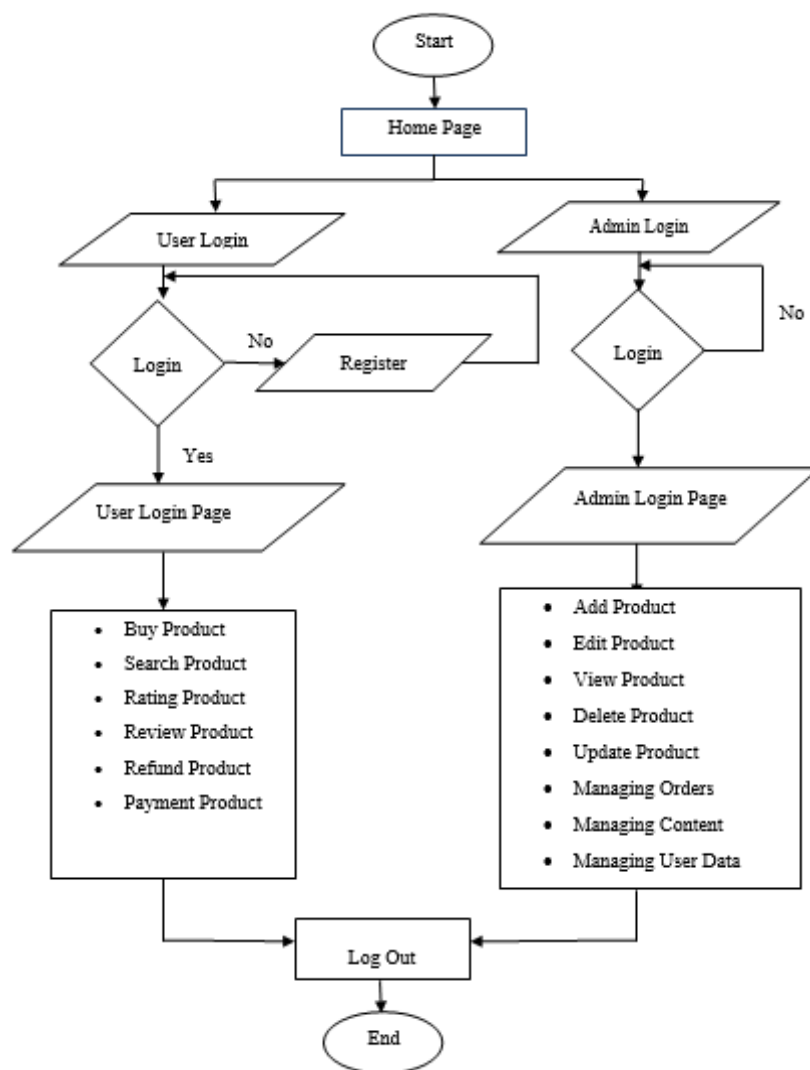 Start
Home Page
User Login
Admin Login
Login
No
Register
Login
No
Yes
User Login Page
Admin Login Page
• Buy Product
• Search Product
• Rating Product
• Review Product
• Refund Product
• Payment Product
• Add Product
• Edit Product
• View Product
• Delete Product
• Update Product
• Managing Orders
• Managing Content
• Managing User Data
Log Out
End